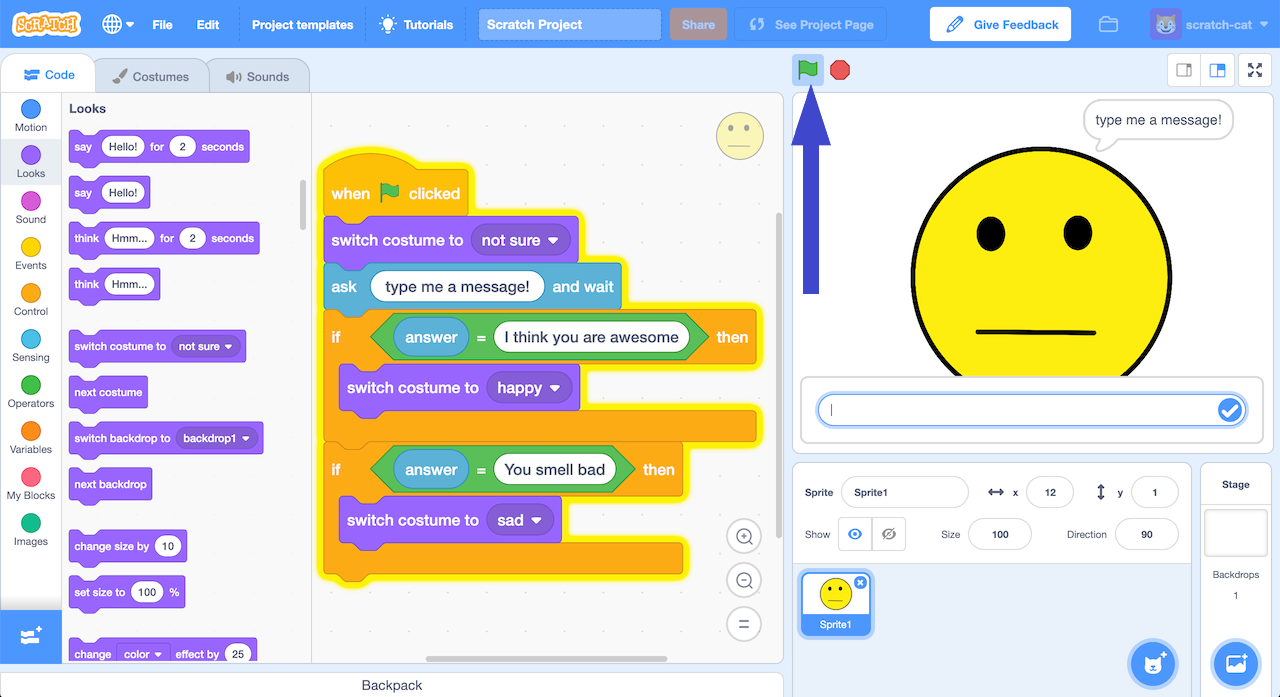 SCRATCH File Edit Project templates Tutorials Scratch Project Share See Project Page Give Feedback scratch-cat
Code Costumes Sounds
Motion
Looks
Sound
Events
Control
Sensing
Operators
Variables
My Blocks
Images
Looks
say Hello! for 2 seconds
say Hello!
think Hmm... for 2 seconds
think Hmm...
switch costume to not sure
next costume
switch backdrop to backdrop1
next backdrop
change size by 10
set size to 100 %
change color effect by 25
when clicked
switch costume to not sure
ask type me a message! and wait
if answer = I think you are awesome then
switch costume to happy
if answer = You smell bad then
switch costume to sad
Backpack
type me a message!
Sprite Sprite1 x 12 y 1
Show Size 100 Direction 90
Sprite1
Stage
Backdrops
1